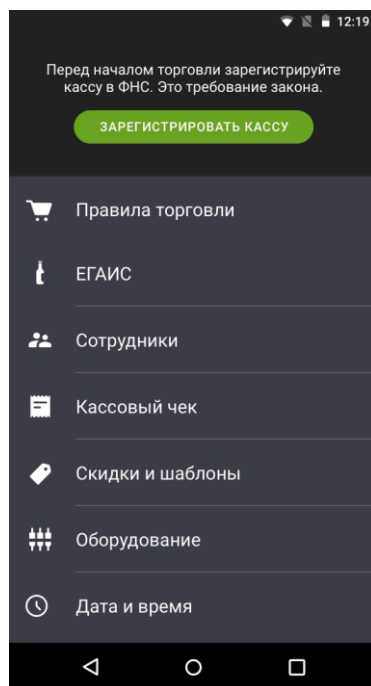 12:19
Перед началом торговли зарегистрируйте
кассу в ФНС. Это требование закона.
ЗАРЕГИСТРИРОВАТЬ КАССУ
Правила торговли
ЕГАИС
Сотрудники
Кассовый чек
Скидки и шаблоны
Оборудование
Дата и время